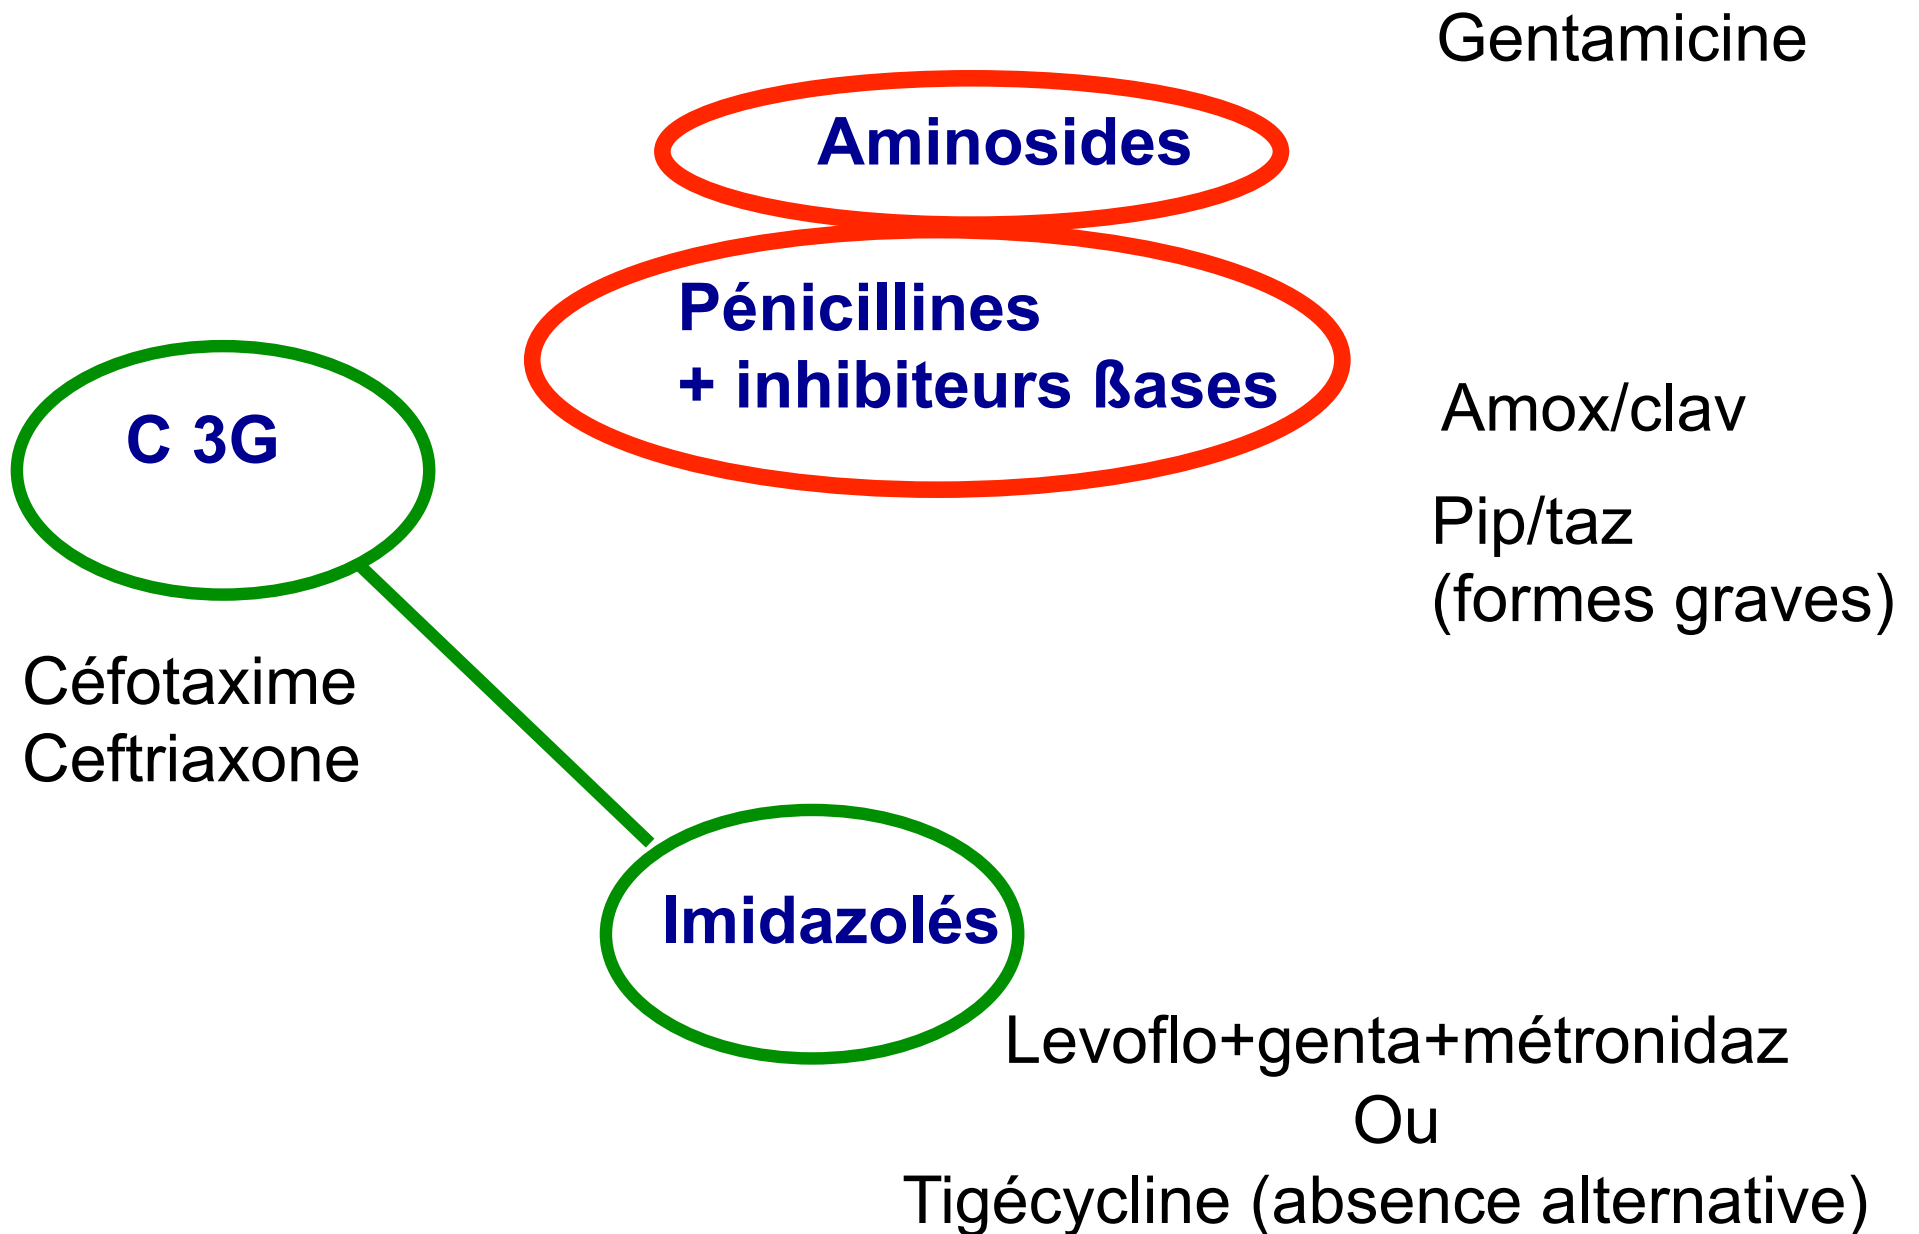 Gentamicine
Aminosides
Pénicillines
+ inhibiteurs ßases
C 3G
Amox/clav
Pip/taz
(formes graves)
Céfotaxime
Ceftriaxone
Imidazolés
Levoflo+genta+métronidaz
Ou
Tigécycline (absence alternative)